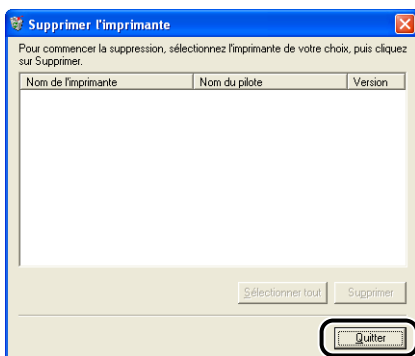 Supprimer l'imprimante
Pour commencer la suppression, sélectionnez l'imprimante de votre choix, puis cliquez
sur Supprimer.
Nom de l'imprimante Nom du pilote Version
Sélectionner tout Supprimer
Quitter